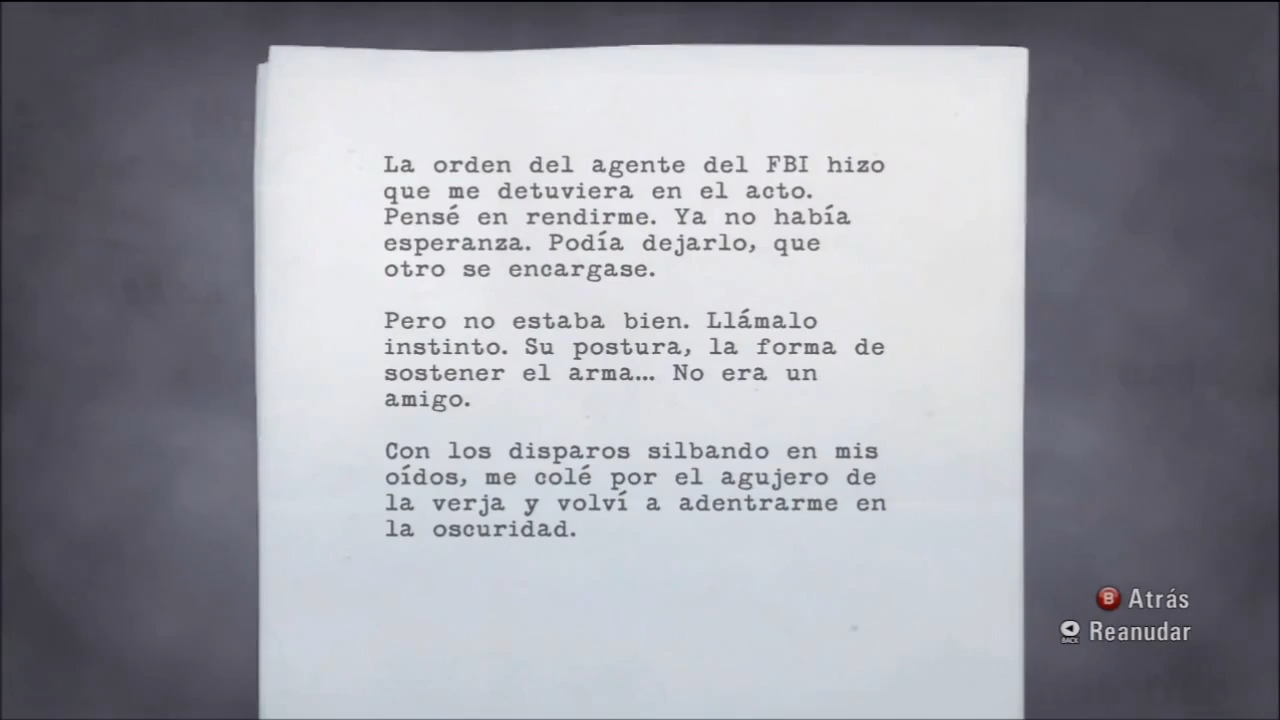 La orden del agente del FBI hizo
que me detuviera en el acto.
Pensé en rendirme. Ya no había
esperanza. Podía dejarlo, que
otro se encargase.
Pero no estaba bien. Llámalo
instinto. Su postura, la forma de
sostener el arma… No era un
amigo.
Con los disparos silbando en mis
oídos, me colé por el agujero de
la verja y volví a adentrarme en
la oscuridad.
B Atrás
BACK Reanudar